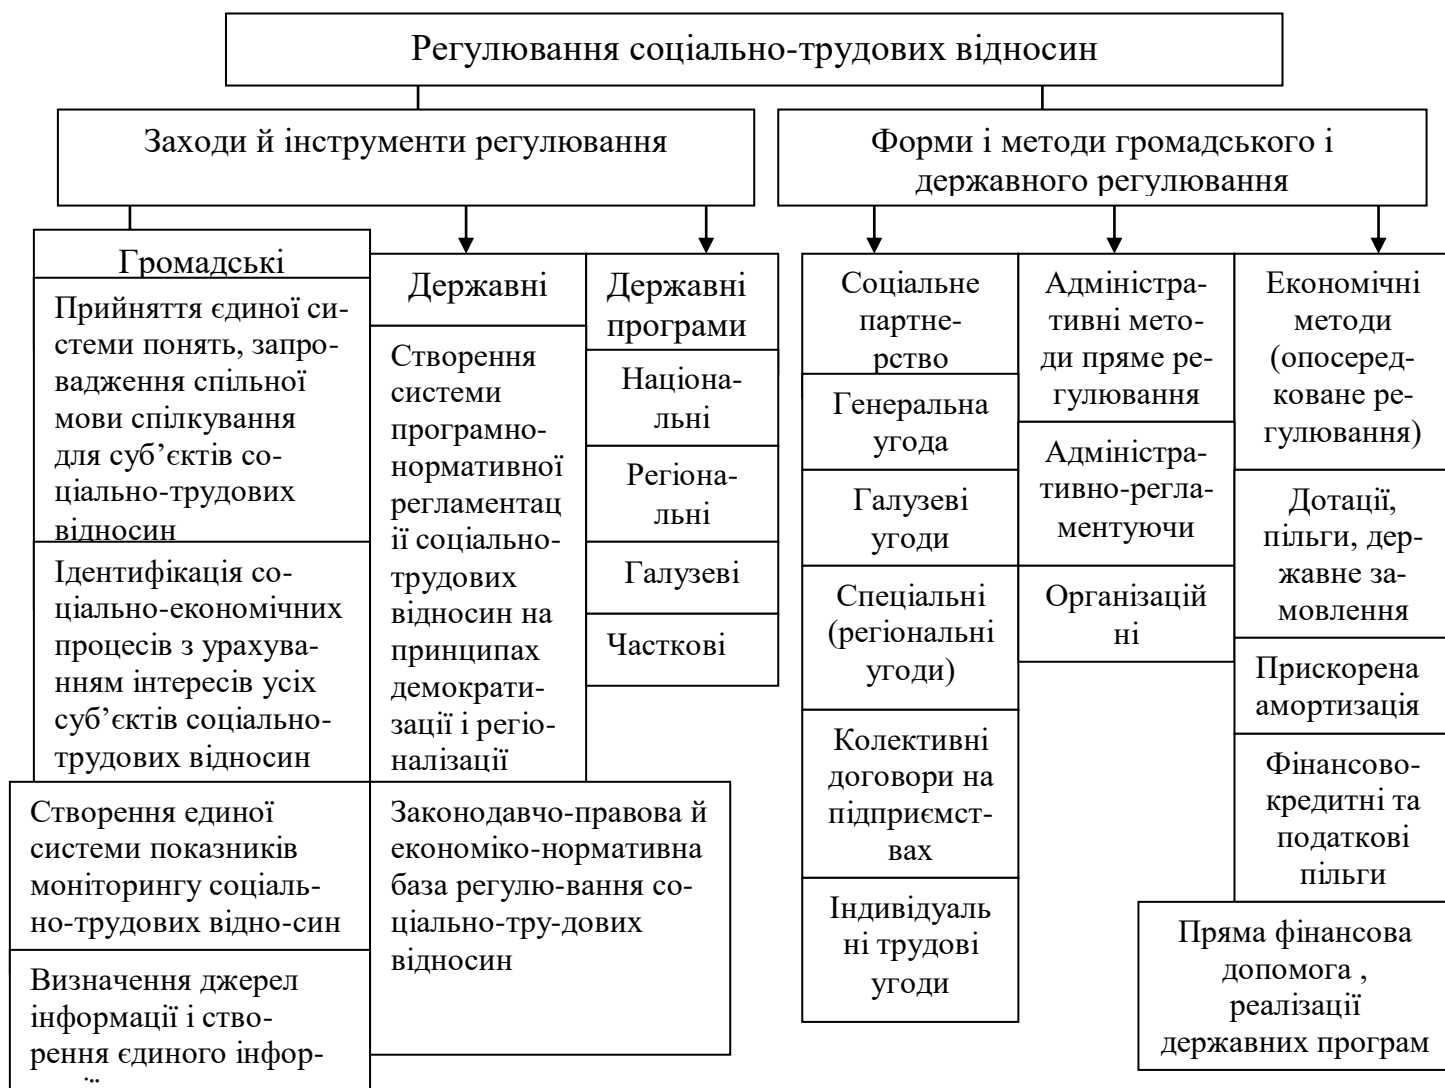 Регулювання соціально-трудових відносин
Заходи й інструменти регулювання
Форми і методи громадського і
державного регулювання
Громадські
Прийняття єдиної си-
стеми понять, запро-
вадження спільної
мови спілкування
для суб’єктів со-
ціально-трудових
відносин
Ідентифікація со-
ціально-економічних
процесів з урахува-
нням інтересів усіх
суб’єктів соціально-
трудових відносин
Створення единої
системи показників
моніторингу соціаль-
но-трудових відно-син
Визначення джерел
інформації і ство-
рення єдиного інфор-
Державні
Створення
системи
програмно-
нормативної
регламентац
ії соціально-
трудових
відносин на
принципах
демократи-
зації і регіо-
налізації
Законодавчо-правова й
економіко-нормативна
база регулю-вання со-
ціально-тру-дових
відносин
Державні
програми
Націона-
льні
Регіона-
льні
Галузеві
Часткові
Соціальне
партне-
рство
Генеральна
угода
Галузеві
угоди
Спеціальні
(регіональні
угоди)
Колективні
договори на
підприємст-
вах
Індивідуаль
ні трудові
угоди
Адміністра-
тивні мето-
ди пряме ре-
гулювання
Адміністра-
тивно-регла-
ментуючи
Організацій
ні
Економічні
методи
(опосеред-
коване ре-
гулювання)
Дотації,
пільги, дер-
жавне за-
мовлення
Прискорена
амортизація
Фінансово-
кредитні та
податкові
пільги
Пряма фінансова
допомога ,
реалізації
державних програм